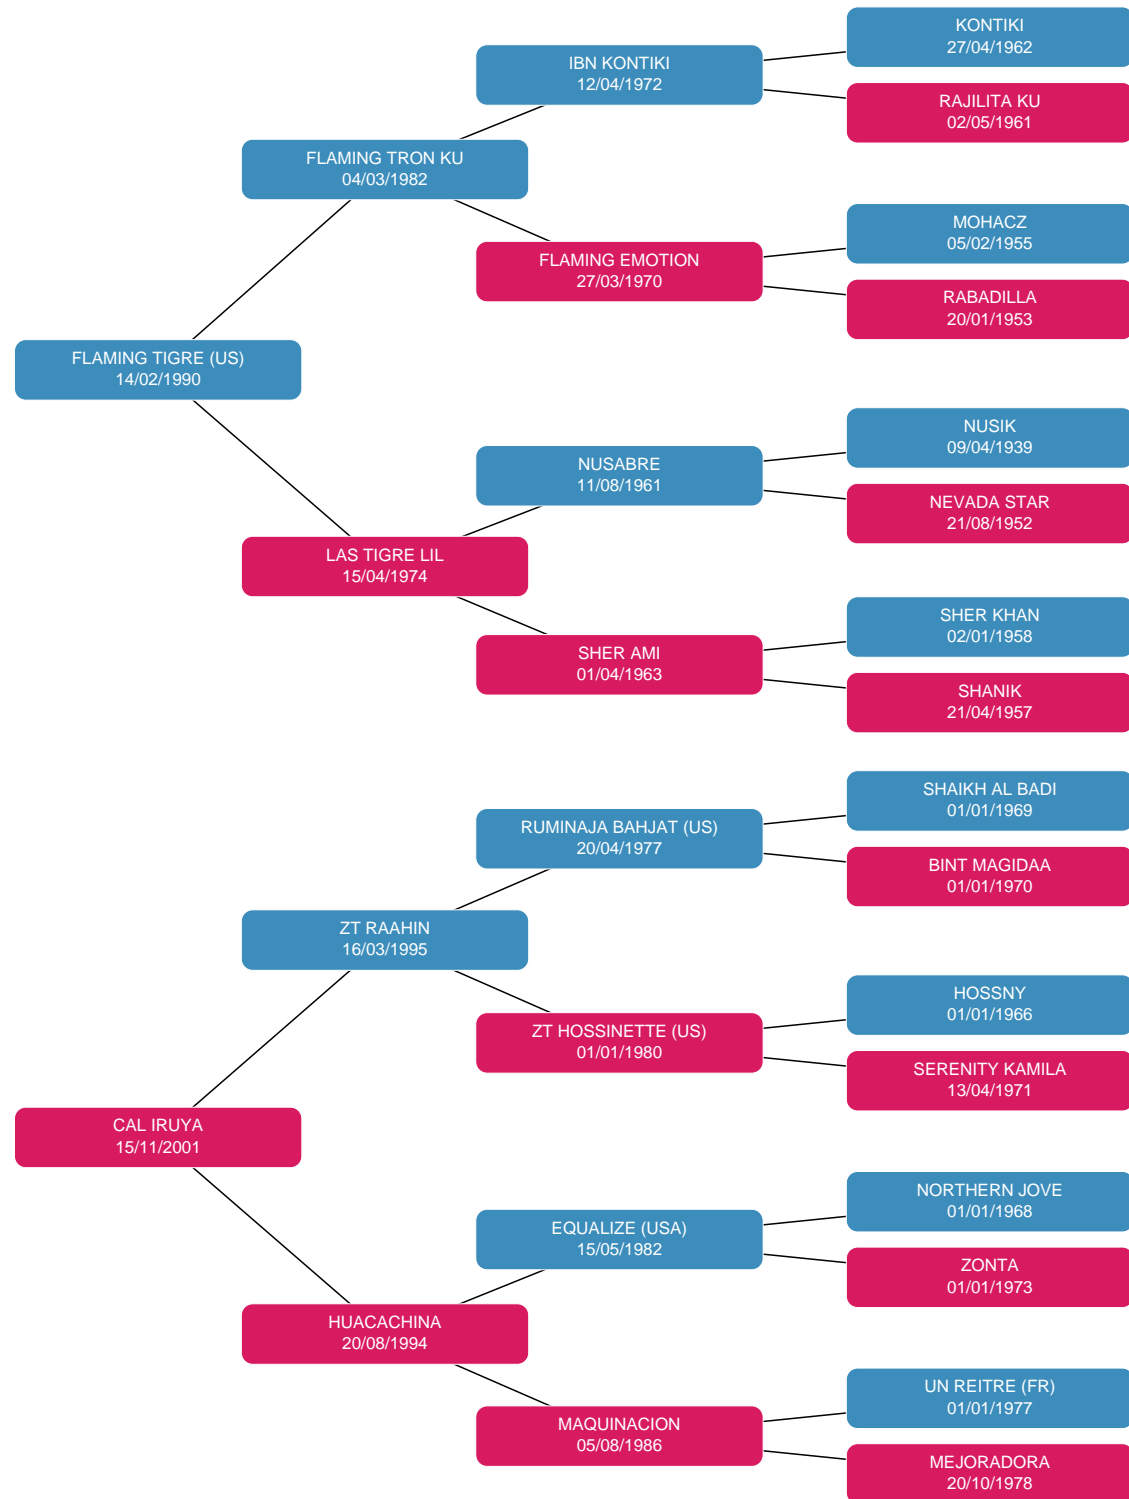 KONTIKI
27/04/1962
IBN KONTIKI
12/04/1972
RAJILITA KU
02/05/1961
FLAMING TRON KU
04/03/1982
MOHACZ
05/02/1955
FLAMING EMOTION
27/03/1970
RABADILLA
20/01/1953
FLAMING TIGRE (US)
14/02/1990
NUSIK
09/04/1939
NUSABRE
11/08/1961
NEVADA STAR
21/08/1952
LAS TIGRE LIL
15/04/1974
SHER KHAN
02/01/1958
SHER AMI
01/04/1963
SHANIK
21/04/1957
SHAIKH AL BADI
01/01/1969
RUMINAJA BAHJAT (US)
20/04/1977
BINT MAGIDAA
01/01/1970
ZT RAAHIN
16/03/1995
HOSSNY
01/01/1966
ZT HOSSINETTE (US)
01/01/1980
SERENITY KAMILA
13/04/1971
CAL IRUYA
15/11/2001
NORTHERN JOVE
01/01/1968
EQUALIZE (USA)
15/05/1982
ZONTA
01/01/1973
HUACACHINA
20/08/1994
UN REITRE (FR)
01/01/1977
MAQUINACION
05/08/1986
MEJORADORA
20/10/1978